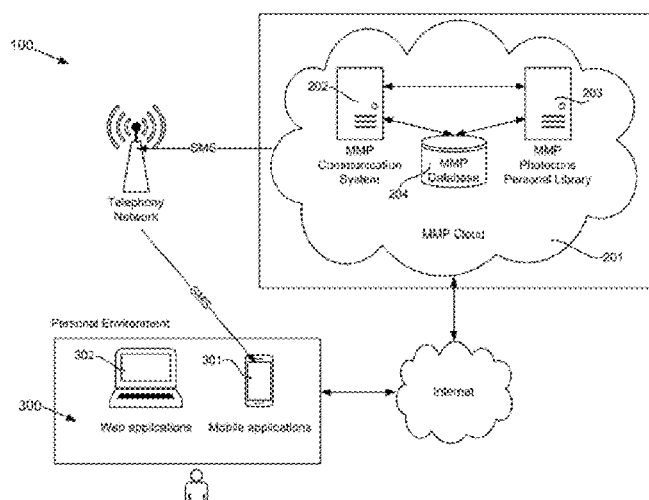 100
202
203
MMP
Communication
System
MMP
Database
204
MMP
Photocons
Personal Library
MMP Cloud
201
SMS
Telephony
Network
SMS
Personal Environment
302
301
300
Web applications
Mobile applications
Internet